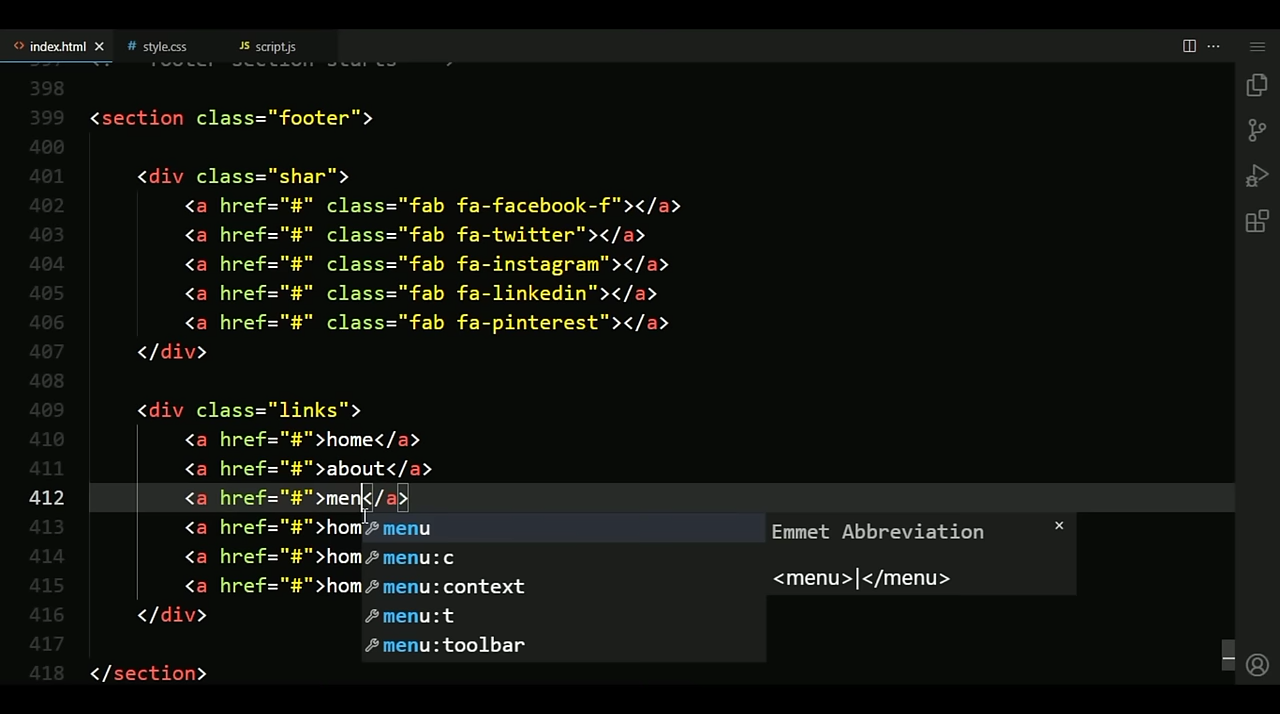 index.html × # style.css JS script.js
footer section starts
398
399 <section class="footer">
400
401 <div class="shar">
402 <a href="#" class="fab fa-facebook-f"></a>
403 <a href="#" class="fab fa-twitter"></a>
404 <a href="#" class="fab fa-instagram"></a>
405 <a href="#" class="fab fa-linkedin"></a>
406 <a href="#" class="fab fa-pinterest"></a>
407 </div>
408
409 <div class="links">
410 <a href="#">home</a>
411 <a href="#">about</a>
412 <a href="#">men</a>
413 <a href="#">hom menu Emmet Abbreviation ×
414 <a href="#">hom menu:c <menu>|</menu>
415 <a href="#">hom menu:context
416 </div> menu:t
417 menu:toolbar
418 </section>